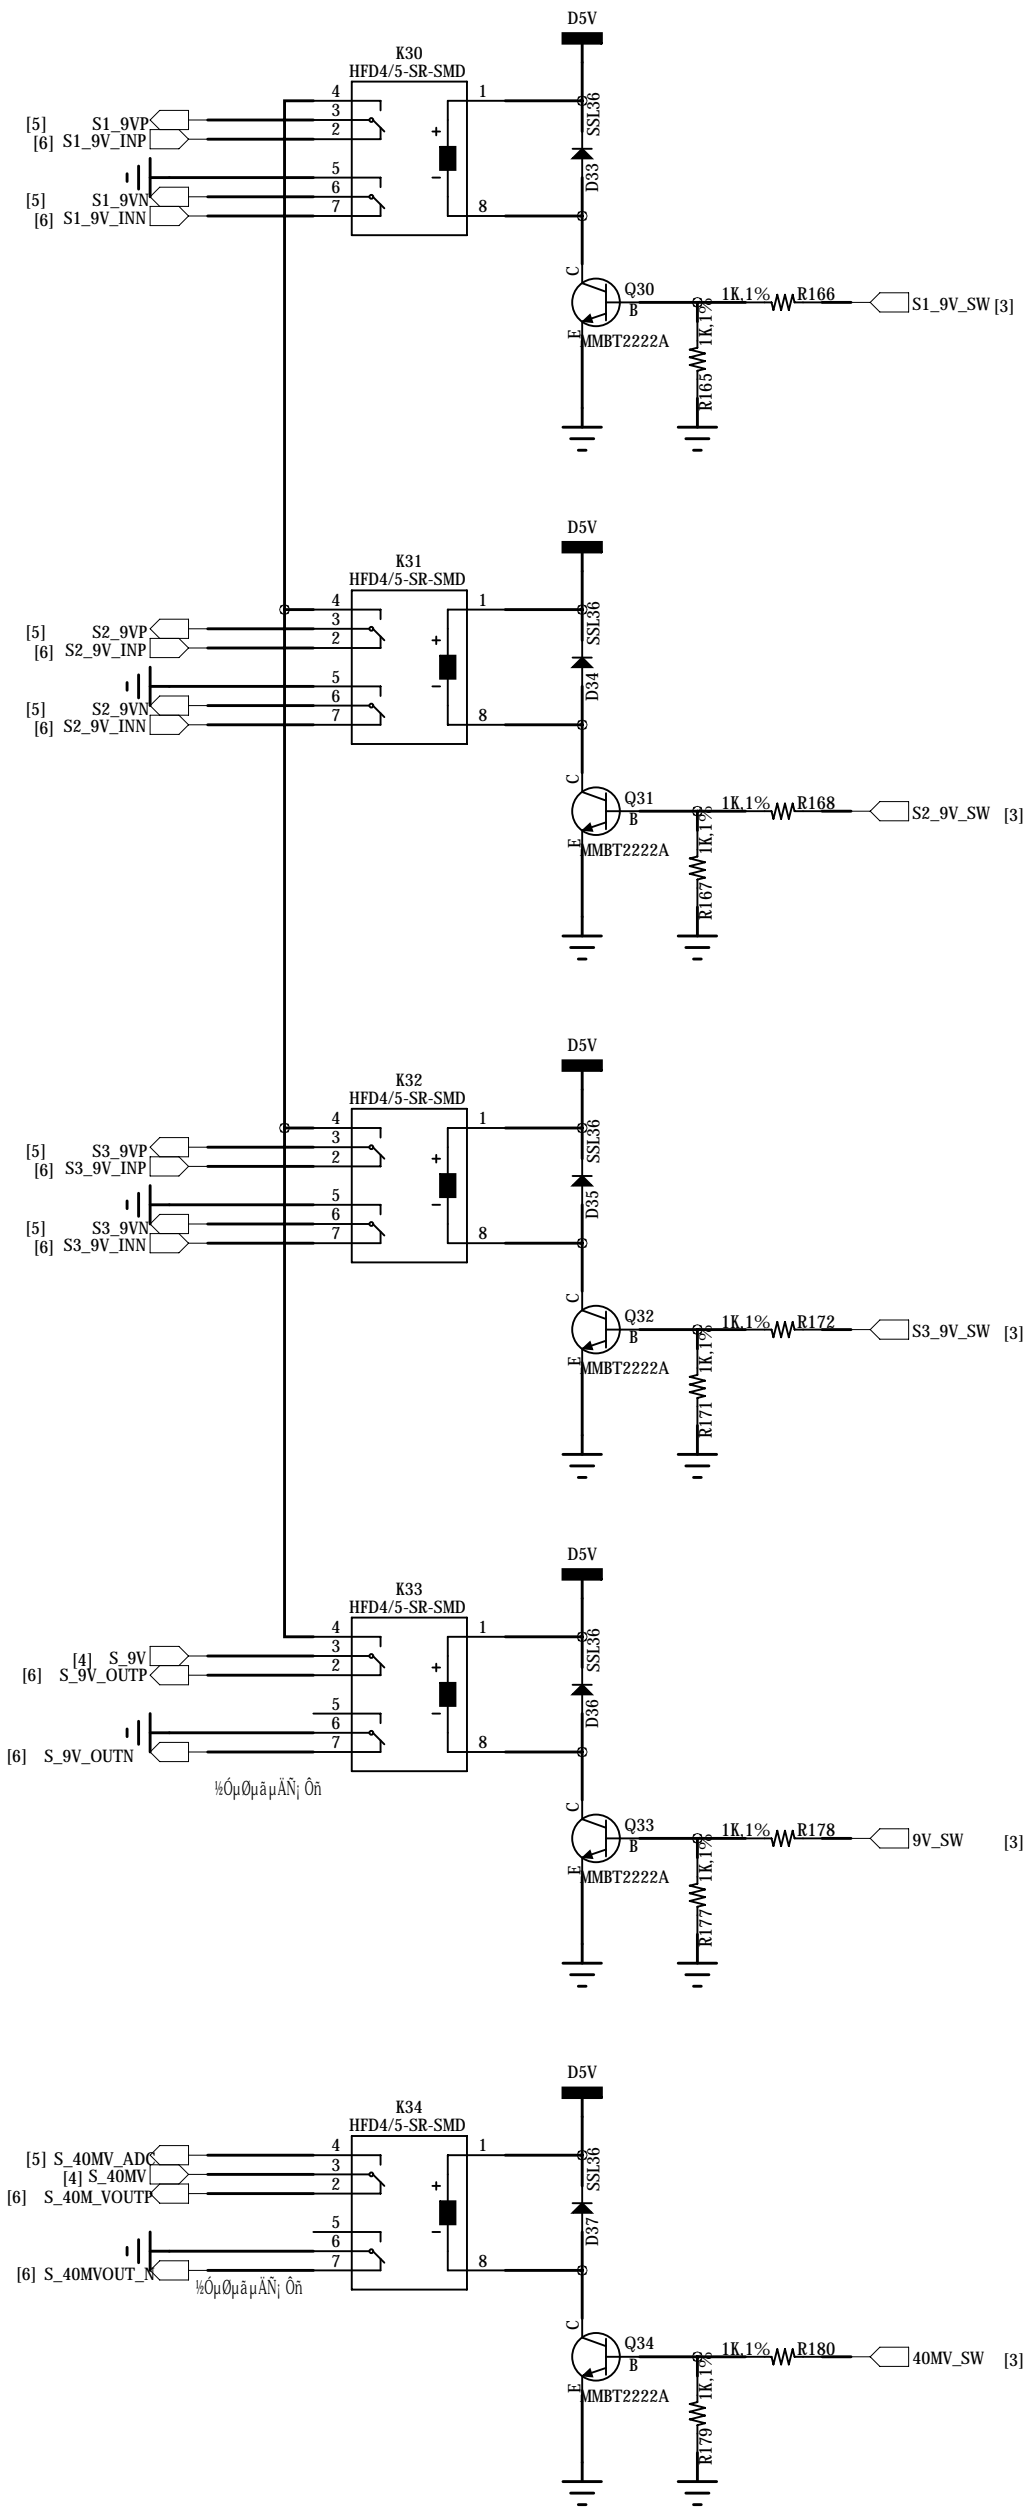 D5V
K30
HFD4/5-SR-SMD
4
3
2
5
6
7
1
8
+
-
[5] S1_9VP
[6] S1_9V_INP
[5] S1_9VN
[6] S1_9V_INN
SSL36
D33
C
Q30
B
E
MMBT2222A
1K,1% R166
1K,1%
R165
S1_9V_SW [3]
D5V
K31
HFD4/5-SR-SMD
4
3
2
5
6
7
1
8
+
-
[5] S2_9VP
[6] S2_9V_INP
[5] S2_9VN
[6] S2_9V_INN
SSL36
D34
C
Q31
B
E
MMBT2222A
1K,1% R168
1K,1%
R167
S2_9V_SW [3]
D5V
K32
HFD4/5-SR-SMD
4
3
2
5
6
7
1
8
+
-
[5] S3_9VP
[6] S3_9V_INP
[5] S3_9VN
[6] S3_9V_INN
SSL36
D35
C
Q32
B
E
MMBT2222A
1K,1% R172
1K,1%
R171
S3_9V_SW [3]
D5V
K33
HFD4/5-SR-SMD
4
3
2
5
6
7
1
8
+
-
[4] S_9V
[6] S_9V_OUTP
[6] S_9V_OUTN
½ÓµØµãµÄÑ¡Ôñ
SSL36
D36
C
Q33
B
E
MMBT2222A
1K,1% R178
1K,1%
R177
9V_SW [3]
D5V
K34
HFD4/5-SR-SMD
4
3
2
5
6
7
1
8
+
-
[5] S_40MV_ADC
[4] S_40MV
[6] S_40M_VOUTP
[6] S_40MVOUT_N
½ÓµØµãµÄÑ¡Ôñ
SSL36
D37
C
Q34
B
E
MMBT2222A
1K,1% R180
1K,1%
R179
40MV_SW [3]